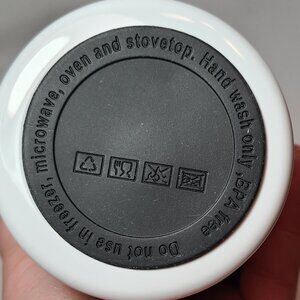 Do not use in freezer, microwave, oven and stovetop. Hand wash only ,BPA free